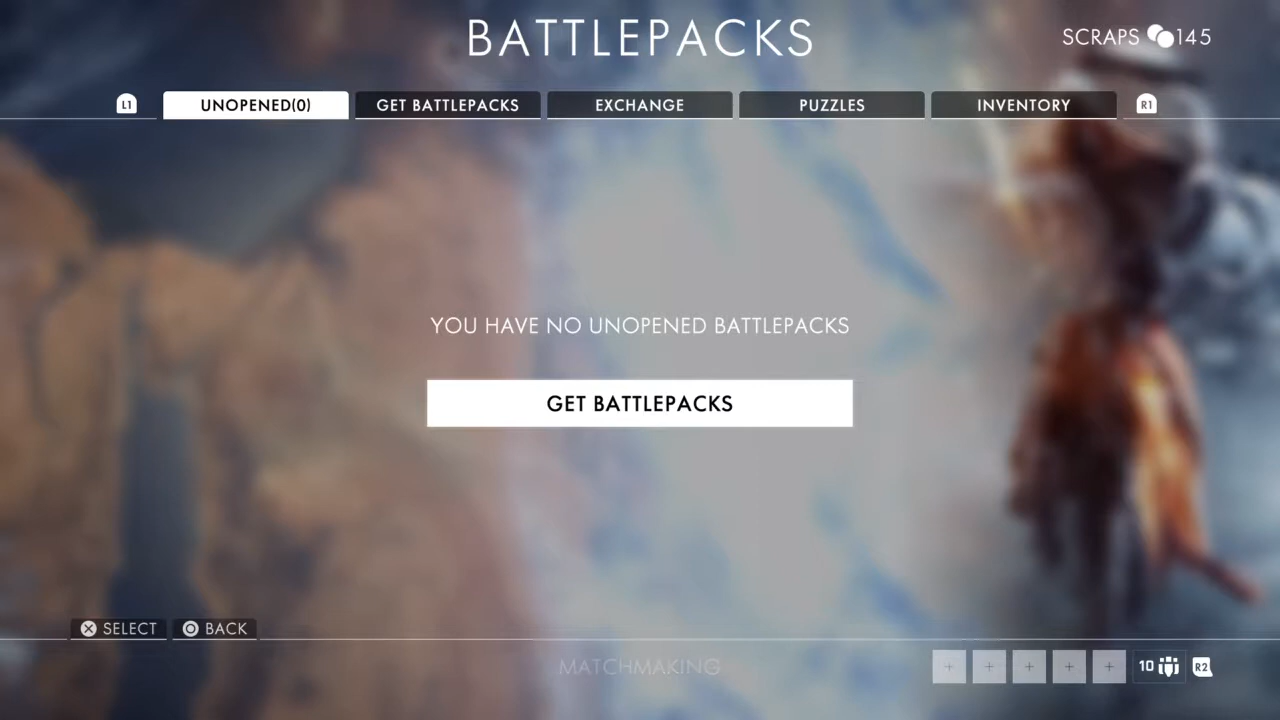 BATTLEPACKS
SCRAPS 145
L1 UNOPENED(0) GET BATTLEPACKS EXCHANGE PUZZLES INVENTORY R1
YOU HAVE NO UNOPENED BATTLEPACKS
GET BATTLEPACKS
SELECT BACK
MATCHMAKING
+ + + + + 10 R2